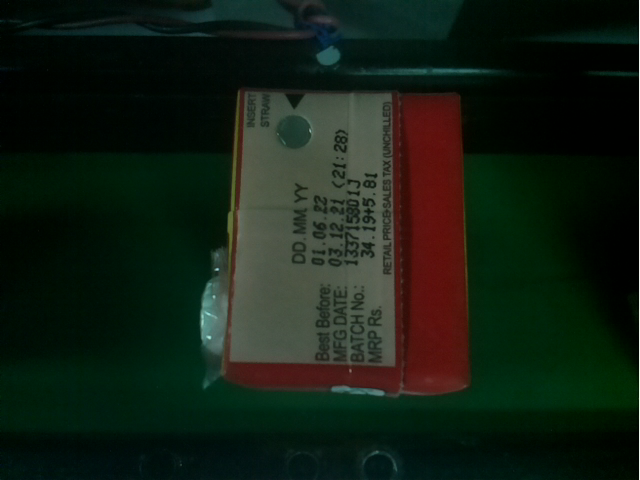 INSERT
STRAW
DD.MM.YY
Best Before: 01.06.22
MFG DATE: 03.12.21 (21:28)
BATCH No.: 133715801J
MRP Rs. 34.19+5.81
RETAIL PRICE+SALES TAX (UNCHILLED)